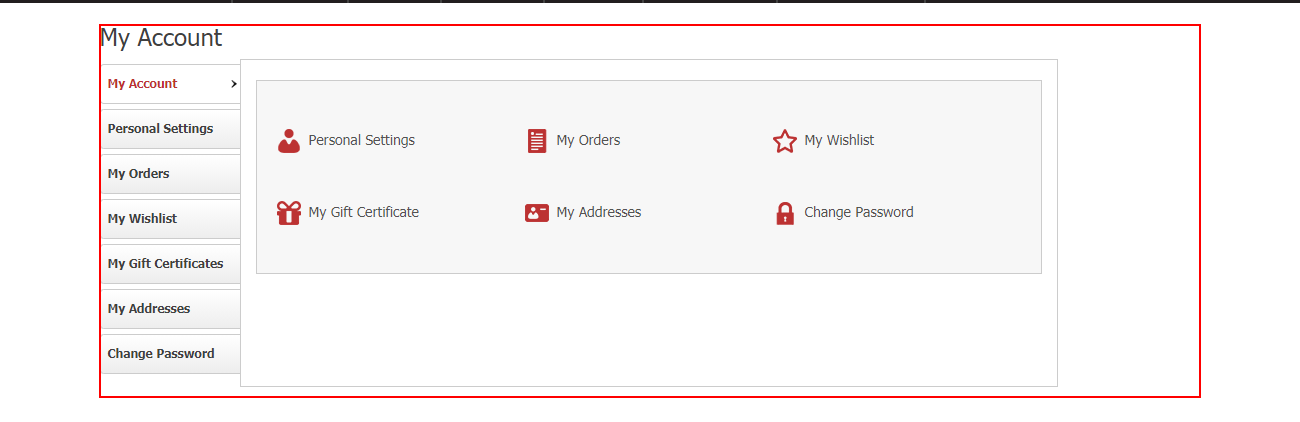 My Account
My Account
Personal Settings
My Orders
My Wishlist
My Gift Certificates
My Addresses
Change Password
Personal Settings
My Orders
My Wishlist
My Gift Certificate
My Addresses
Change Password